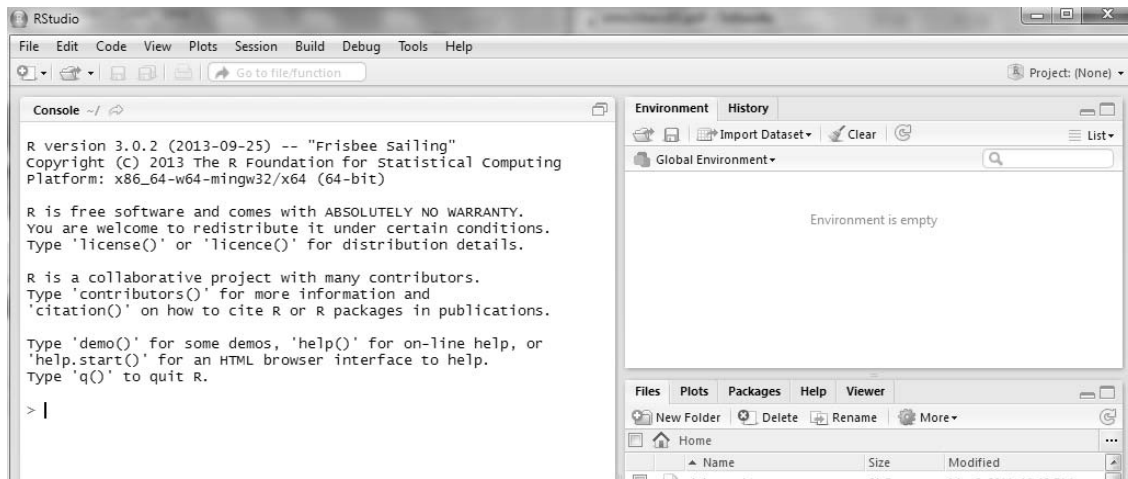 RStudio
File Edit Code View Plots Session Build Debug Tools Help
Go to file/function
Project: (None)
Console ~/
R version 3.0.2 (2013-09-25) -- "Frisbee Sailing"
Copyright (C) 2013 The R Foundation for Statistical Computing
Platform: x86_64-w64-mingw32/x64 (64-bit)
R is free software and comes with ABSOLUTELY NO WARRANTY.
You are welcome to redistribute it under certain conditions.
Type 'license()' or 'licence()' for distribution details.
R is a collaborative project with many contributors.
Type 'contributors()' for more information and
'citation()' on how to cite R or R packages in publications.
Type 'demo()' for some demos, 'help()' for on-line help, or
'help.start()' for an HTML browser interface to help.
Type 'q()' to quit R.
>
Environment History
Import Dataset Clear List
Global Environment
Environment is empty
Files Plots Packages Help Viewer
New Folder Delete Rename More
Home ...
Name Size Modified